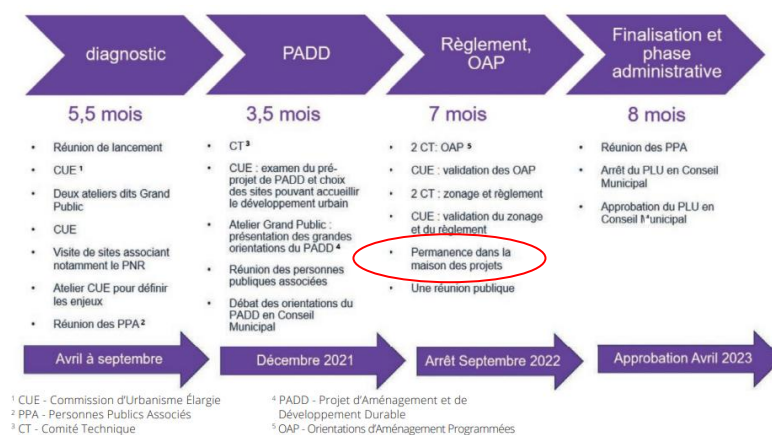 diagnostic
PADD
Règlement,
OAP
Finalisation et
phase
administrative
5,5 mois
3,5 mois
7 mois
8 mois
• Réunion de lancement
• CUE ¹
• Deux ateliers dits Grand
Public
• CUE
• Visite de sites associant
notamment le PNR
• Atelier CUE pour définir
les enjeux
• Réunion des PPA ²
• CT ³
• CUE : examen du pré-
projet de PADD et choix
des sites pouvant accueillir
le développement urbain
• Atelier Grand Public :
présentation des grandes
orientations du PADD ⁴
• Réunion des personnes
publiques associées
• Débat des orientations du
PADD en Conseil
Municipal
• 2 CT: OAP ⁵
• CUE : validation des OAP
• 2 CT : zonage et règlement
• CUE : validation du zonage
et du règlement
• Permanence dans la
maison des projets
• Une réunion publique
• Réunion des PPA
• Arrêt du PLU en Conseil
Municipal
• Approbation du PLU en
Conseil Municipal
Avril à septembre
Décembre 2021
Arrêt Septembre 2022
Approbation Avril 2023
¹ CUE - Commission d'Urbanisme Élargie
² PPA - Personnes Publics Associés
³ CT - Comité Technique
⁴ PADD - Projet d'Aménagement et de
Développement Durable
⁵ OAP - Orientations d'Aménagement Programmées